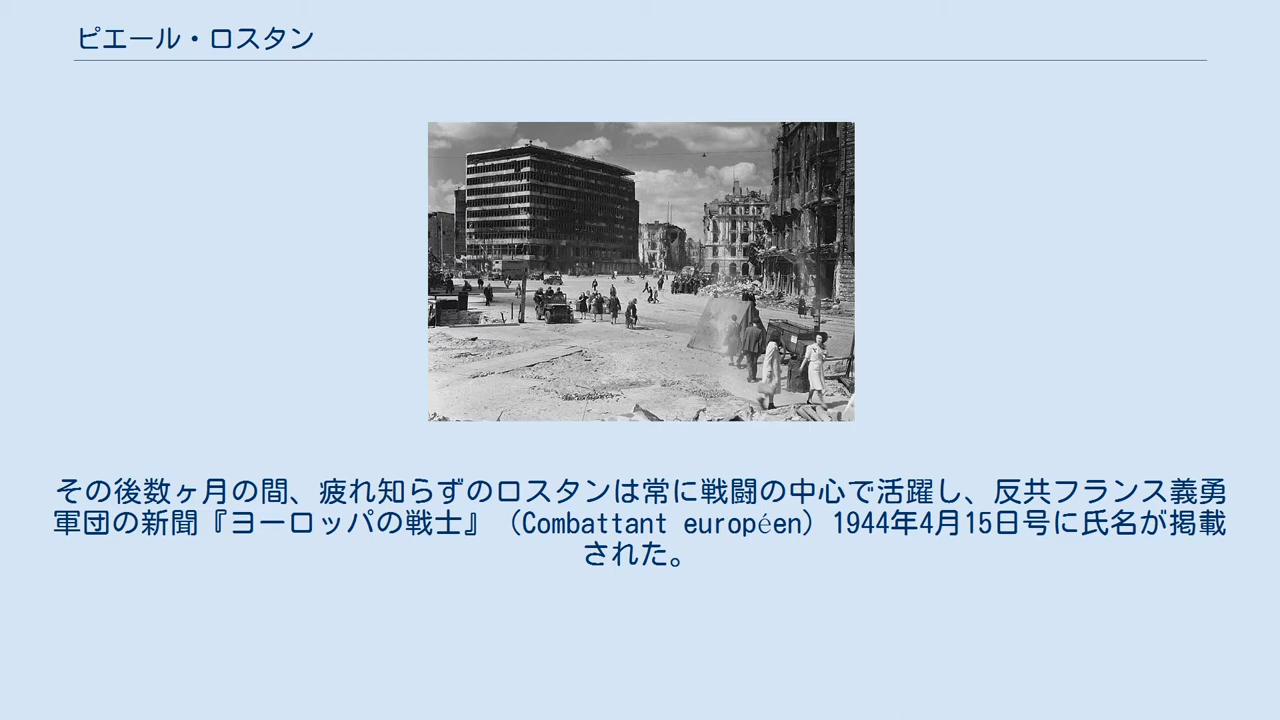 ピエール・ロスタン
その後数ヶ月の間、疲れ知らずのロスタンは常に戦闘の中心で活躍し、反共フランス義勇
軍団の新聞『ヨーロッパの戦士』（Combattant européen）1944年4月15日号に氏名が掲載
された。